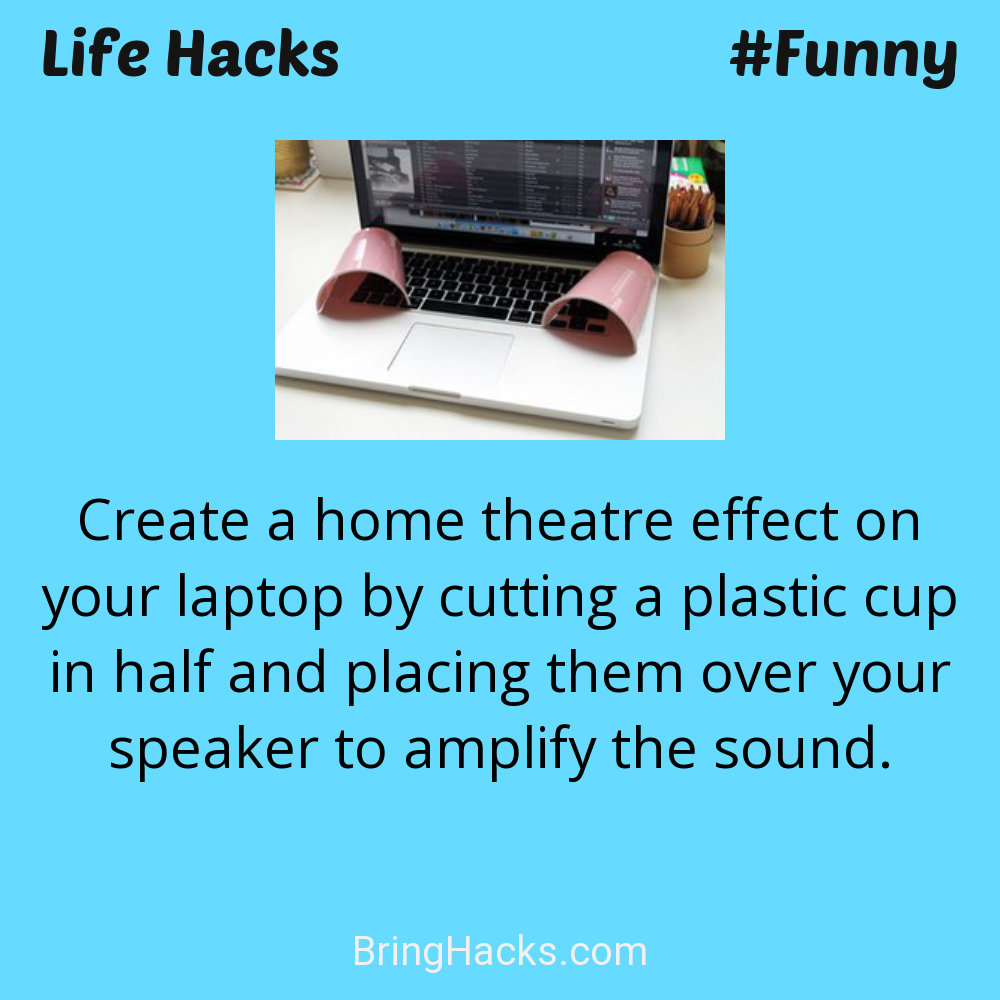 Life Hacks
#Funny
Create a home theatre effect on
your laptop by cutting a plastic cup
in half and placing them over your
speaker to amplify the sound.
BringHacks.com